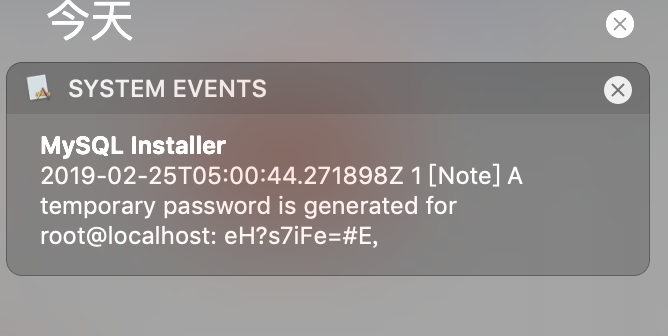 今天
SYSTEM EVENTS
MySQL Installer
2019-02-25T05:00:44.271898Z 1 [Note] A
temporary password is generated for
root@localhost: eH?s7iFe=#E,